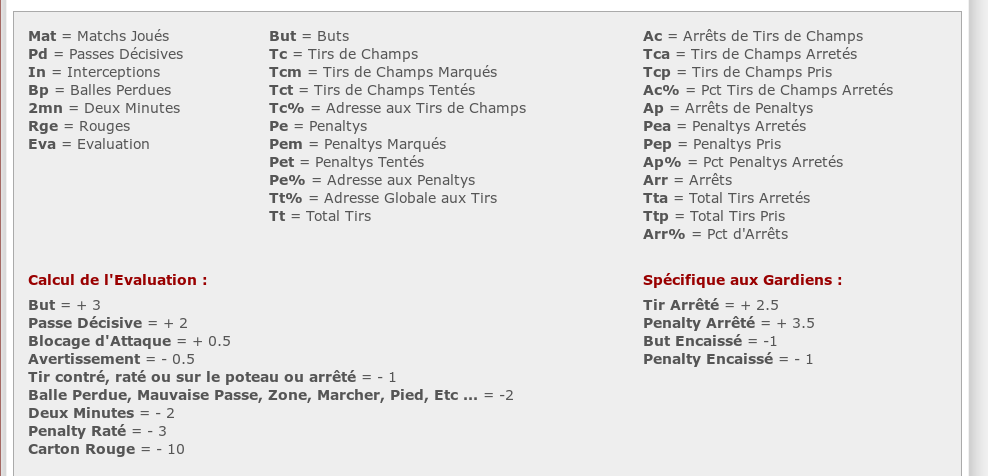 Mat = Matchs Joués
Pd = Passes Décisives
In = Interceptions
Bp = Balles Perdues
2mn = Deux Minutes
Rge = Rouges
Eva = Evaluation
But = Buts
Tc = Tirs de Champs
Tcm = Tirs de Champs Marqués
Tct = Tirs de Champs Tentés
Tc% = Adresse aux Tirs de Champs
Pe = Penaltys
Pem = Penaltys Marqués
Pet = Penaltys Tentés
Pe% = Adresse aux Penaltys
Tt% = Adresse Globale aux Tirs
Tt = Total Tirs
Ac = Arrêts de Tirs de Champs
Tca = Tirs de Champs Arretés
Tcp = Tirs de Champs Pris
Ac% = Pct Tirs de Champs Arretés
Ap = Arrêts de Penaltys
Pea = Penaltys Arretés
Pep = Penaltys Pris
Ap% = Pct Penaltys Arretés
Arr = Arrêts
Tta = Total Tirs Arretés
Ttp = Total Tirs Pris
Arr% = Pct d'Arrêts
Calcul de l'Evaluation :
But = + 3
Passe Décisive = + 2
Blocage d'Attaque = + 0.5
Avertissement = - 0.5
Tir contré, raté ou sur le poteau ou arrêté = - 1
Balle Perdue, Mauvaise Passe, Zone, Marcher, Pied, Etc ... = -2
Deux Minutes = - 2
Penalty Raté = - 3
Carton Rouge = - 10
Spécifique aux Gardiens :
Tir Arrêté = + 2.5
Penalty Arrêté = + 3.5
But Encaissé = -1
Penalty Encaissé = - 1